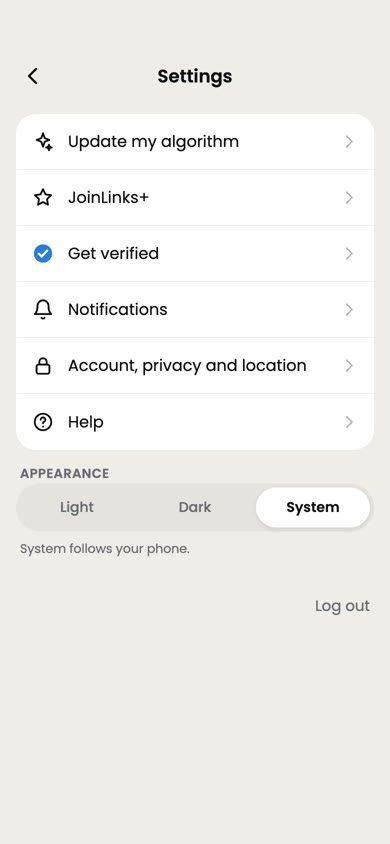 Settings
Update my algorithm
JoinLinks+
Get verified
Notifications
Account, privacy and location
Help
APPEARANCE
Light
Dark
System
System follows your phone.
Log out